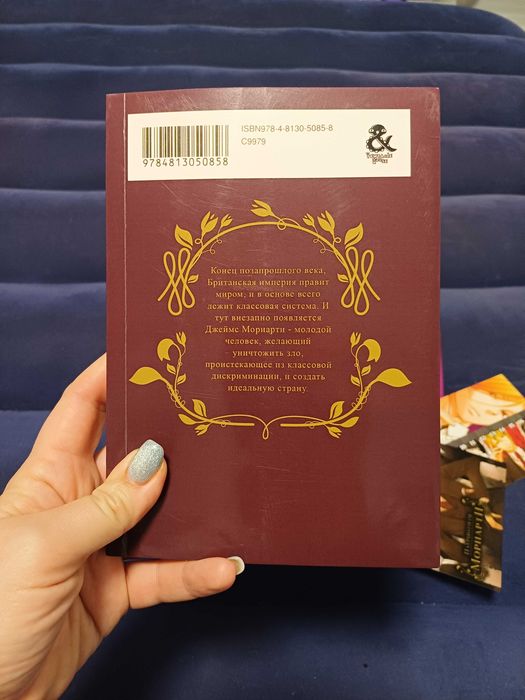 ISBN978-4-8130-5085-8
C9979
9784813050858
&
Конец позапрошлого века,
Британская империя правит
миром, и в основе всего
лежит классовая система. И
тут внезапно появляется
Джеймс Мориарти - молодой
человек, желающий
уничтожить зло,
проистекающее из классовой
дискриминации, и создать
идеальную страну.
Мориарти